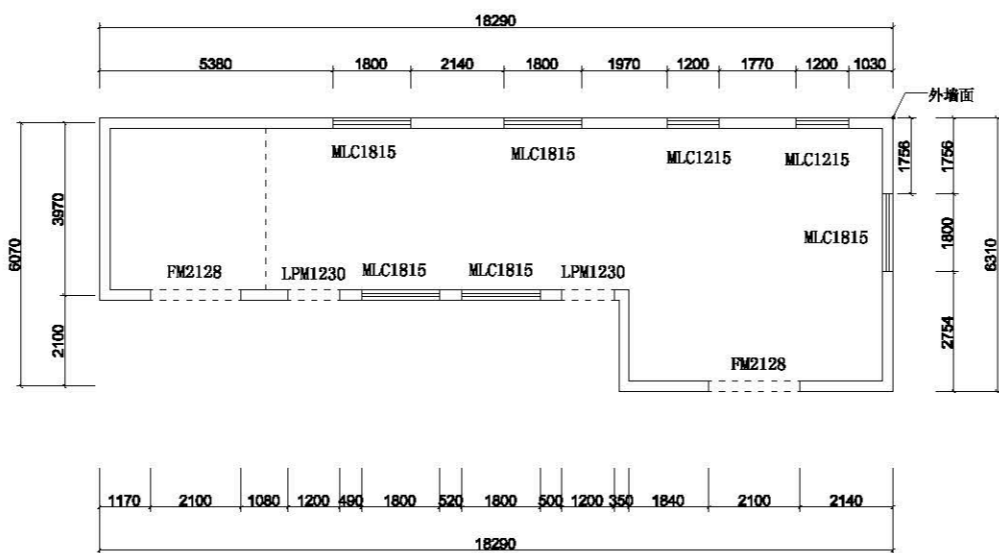 18290
5380 1800 2140 1800 1970 1200 1770 1200 1030
外墙面
MLC1815 MLC1815 MLC1215 MLC1215
1756 1756
6070 3970 MLC1815 1800 6310
FM2128 LPM1230 MLC1815 MLC1815 LPM1230
2100 2754
FM2128
1170 2100 1080 1200 490 1800 520 1800 500 1200 350 1840 2100 2140
18290